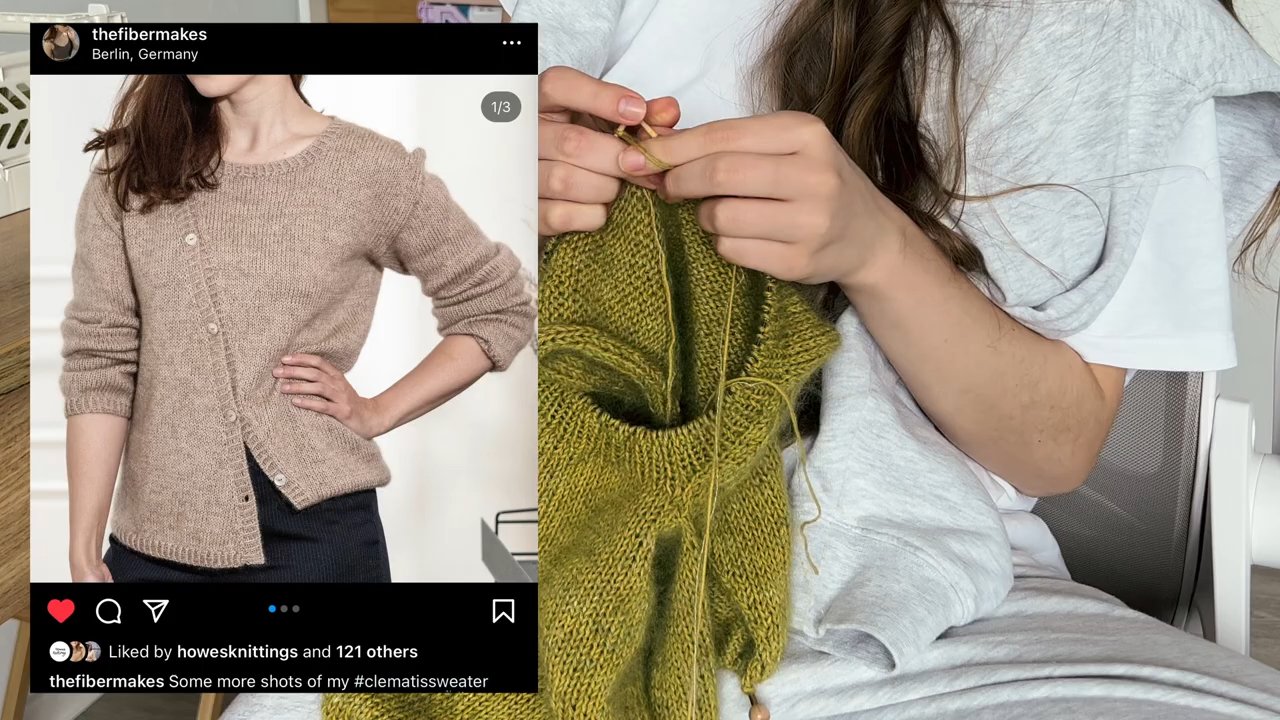 thefibermakes
Berlin, Germany
1/3
Liked by howesknittings and 121 others
thefibermakes Some more shots of my #clematissweater